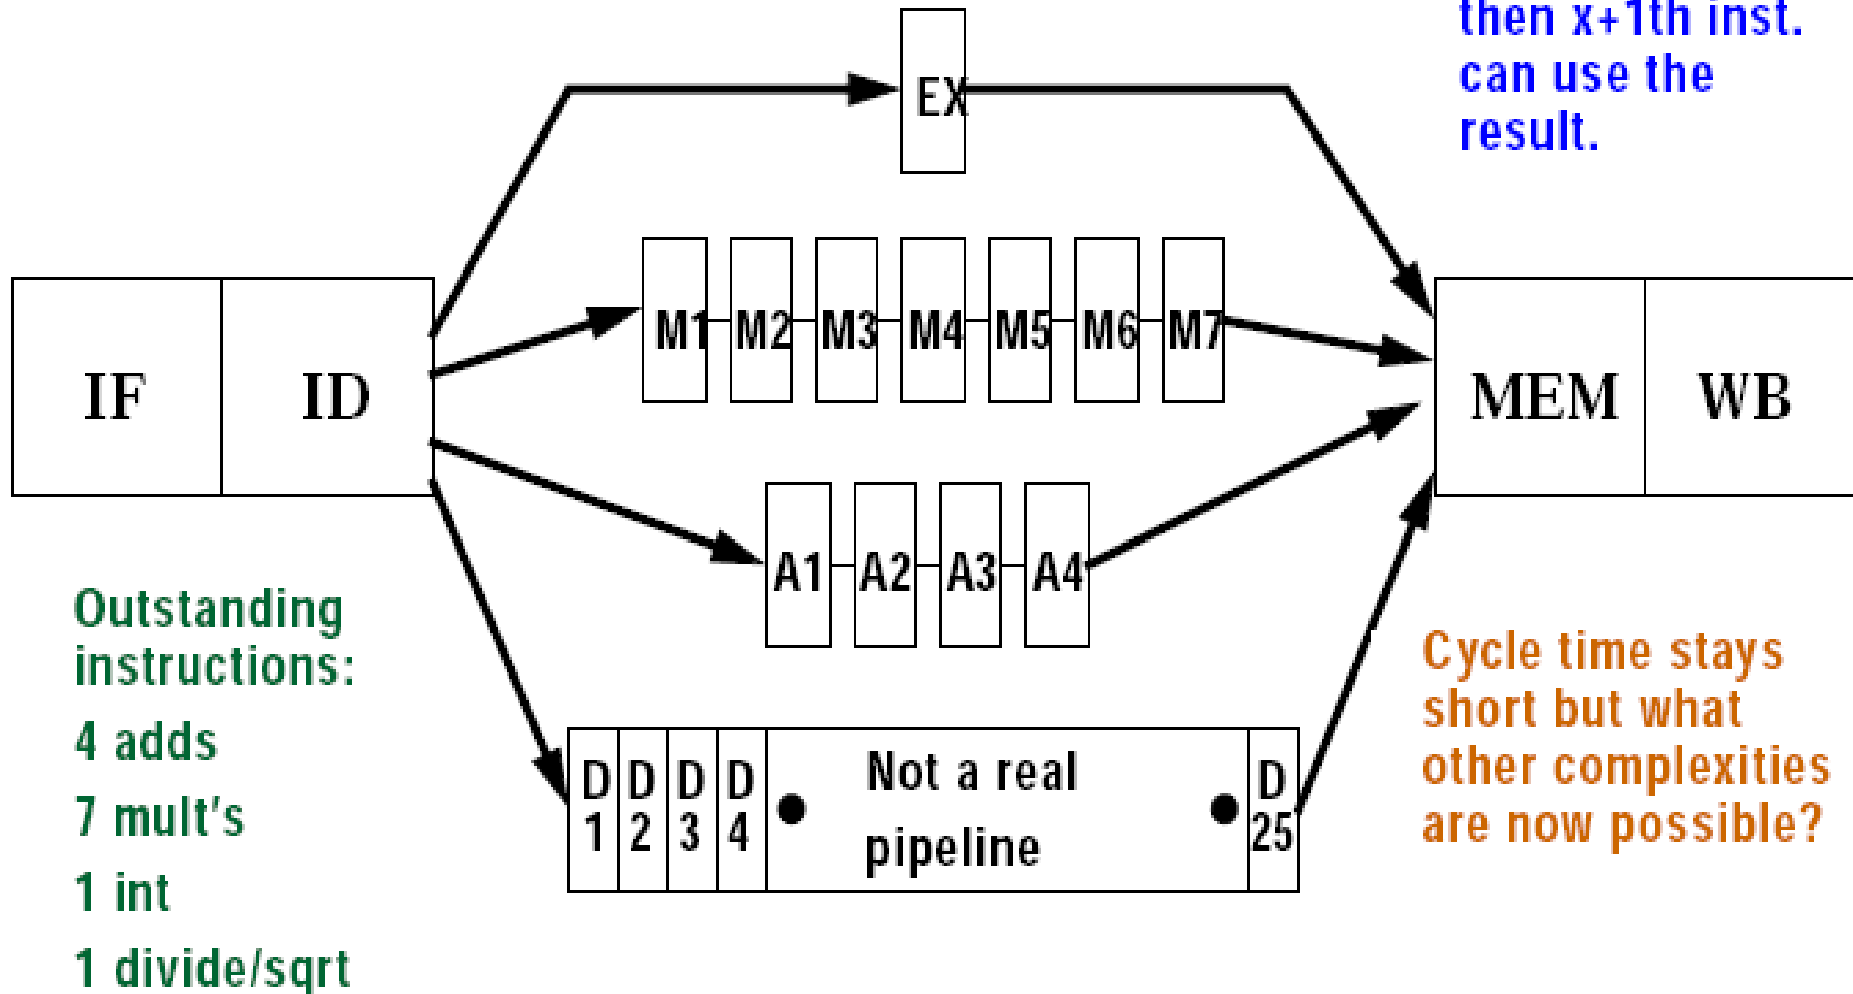 then x+1th inst.
can use the
result.
EX
M1 M2 M3 M4 M5 M6 M7
IF ID
MEM WB
A1 A2 A3 A4
Outstanding
instructions:
4 adds
7 mult's
1 int
1 divide/sqrt
D D D D
1 2 3 4
Not a real
pipeline
D
25
Cycle time stays
short but what
other complexities
are now possible?